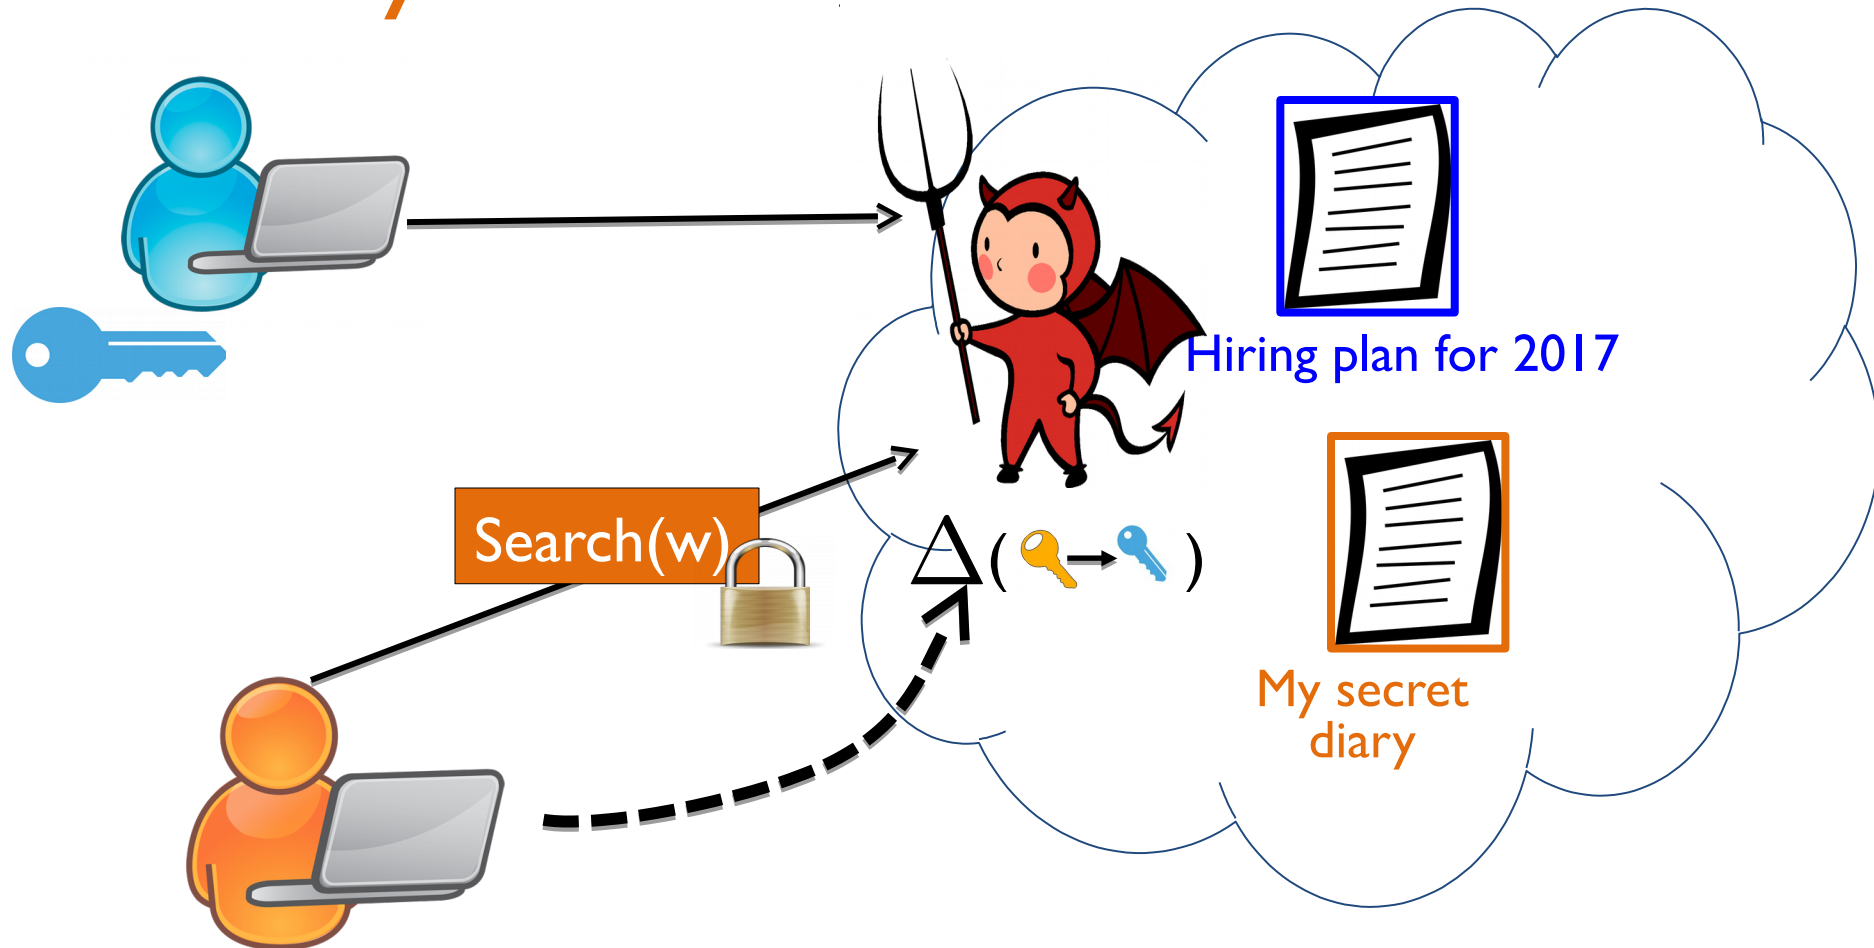 Hiring plan for 2017
Search(w)
Δ( → )
My secret
diary